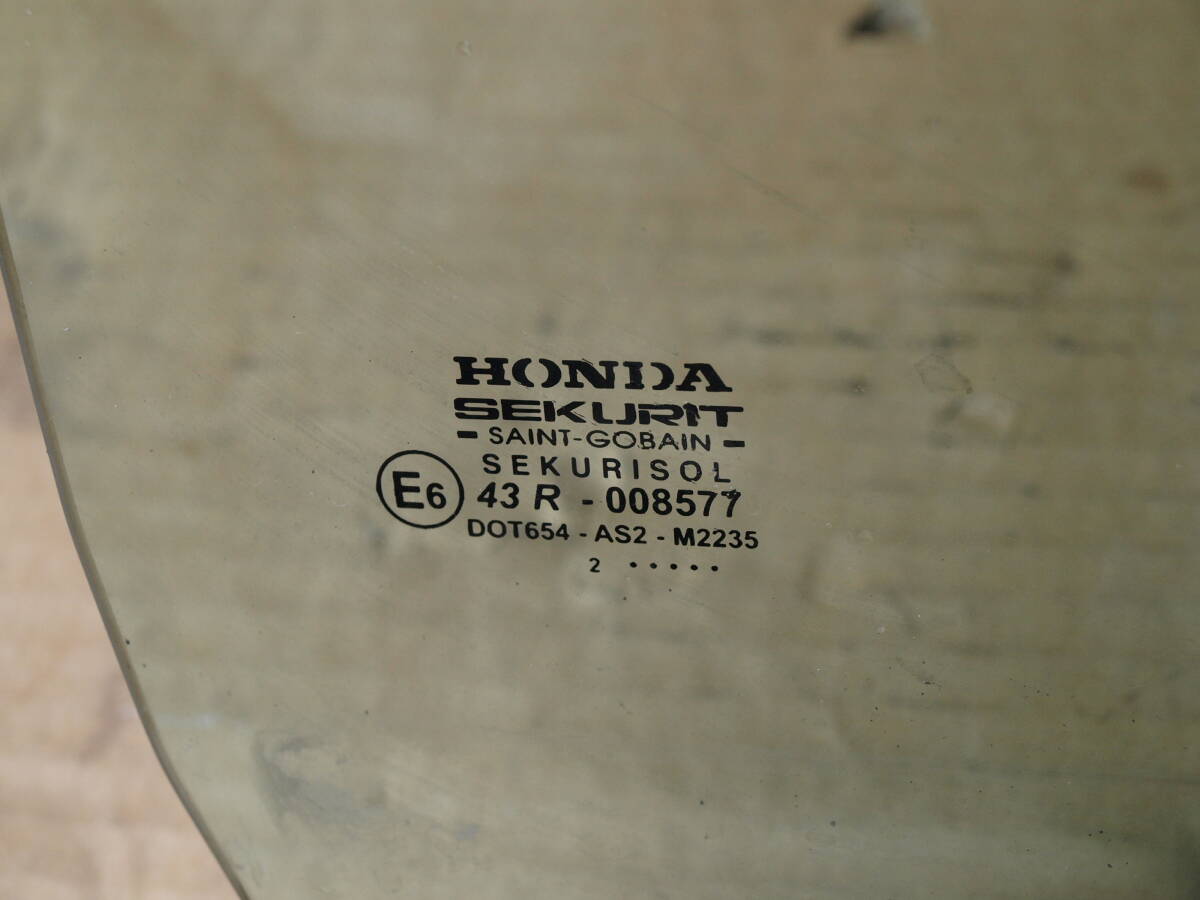 HONDA
SEKURIT
- SAINT-GOBAIN -
SEKURISOL
E6 43 R - 008577
DOT654 - AS2 - M2235
2 •••••